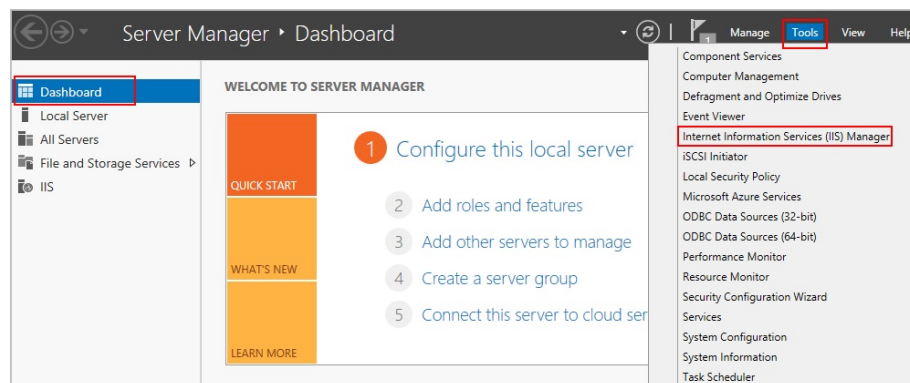 Server Manager ‣ Dashboard
1
Manage
Tools
View
Help
Dashboard
Local Server
All Servers
File and Storage Services
IIS
WELCOME TO SERVER MANAGER
QUICK START
WHAT'S NEW
LEARN MORE
1 Configure this local server
2 Add roles and features
3 Add other servers to manage
4 Create a server group
5 Connect this server to cloud ser
Component Services
Computer Management
Defragment and Optimize Drives
Event Viewer
Internet Information Services (IIS) Manager
iSCSI Initiator
Local Security Policy
Microsoft Azure Services
ODBC Data Sources (32-bit)
ODBC Data Sources (64-bit)
Performance Monitor
Resource Monitor
Security Configuration Wizard
Services
System Configuration
System Information
Task Scheduler